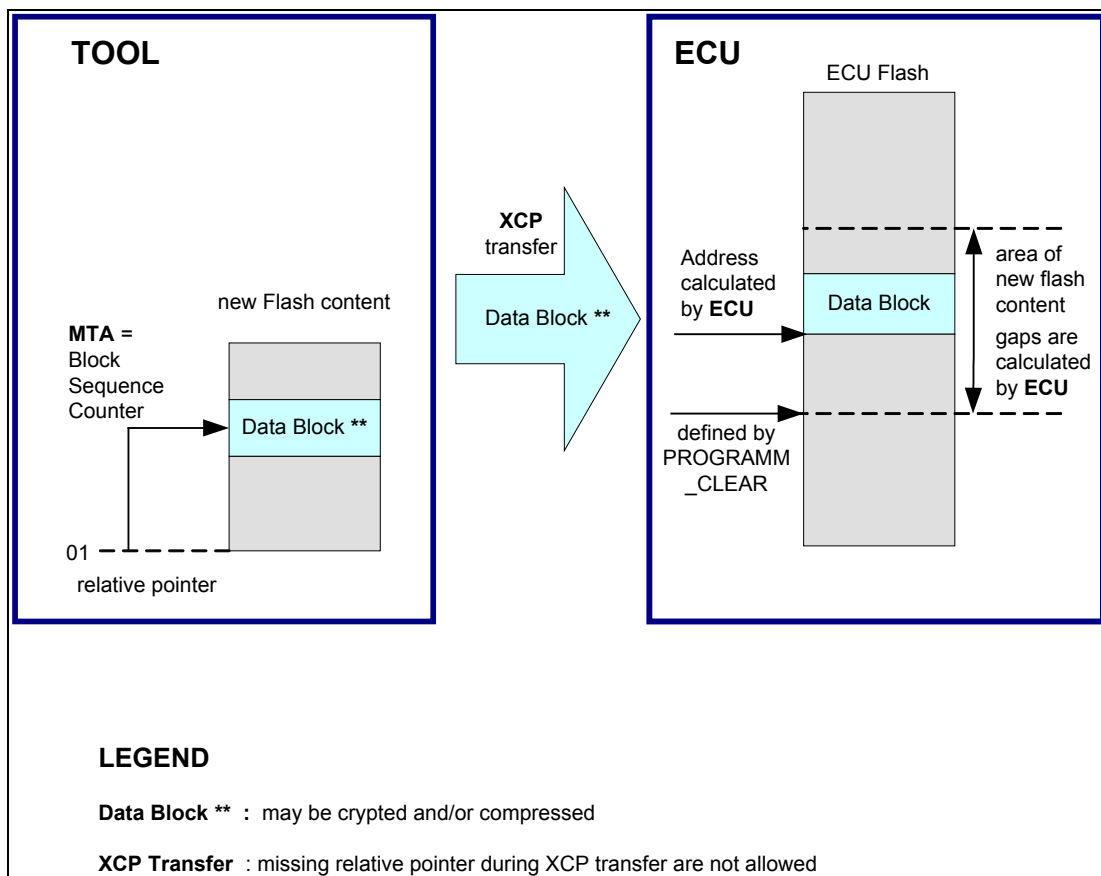 TOOL
new Flash content
MTA =
Block
Sequence
Counter
Data Block **
01
relative pointer
XCP
transfer
Data Block **
ECU
ECU Flash
Address
calculated
by ECU
Data Block
defined by
PROGRAMM
_CLEAR
area of
new flash
content
gaps are
calculated
by ECU
LEGEND
Data Block ** : may be crypted and/or compressed
XCP Transfer : missing relative pointer during XCP transfer are not allowed